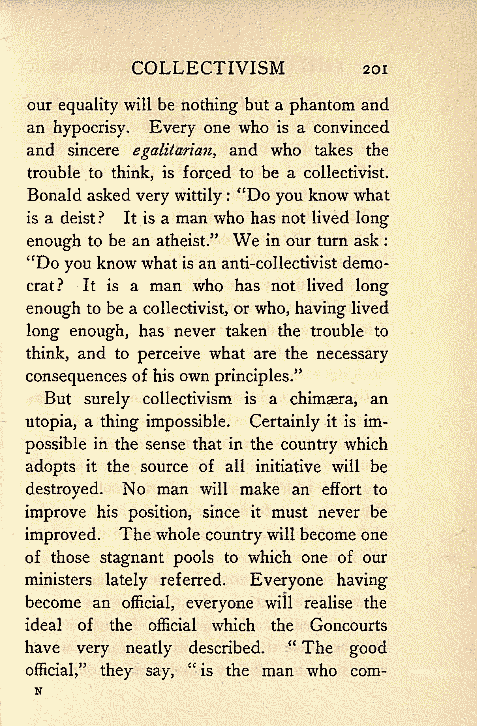 COLLECTIVISM 201
our equality will be nothing but a phantom and
an hypocrisy. Every one who is a convinced
and sincere egalitarian, and who takes the
trouble to think, is forced to be a collectivist.
Bonald asked very wittily: “Do you know what
is a deist? It is a man who has not lived long
enough to be an atheist.” We in our turn ask:
“Do you know what is an anti-collectivist demo-
crat? It is a man who has not lived long
enough to be a collectivist, or who, having lived
long enough, has never taken the trouble to
think, and to perceive what are the necessary
consequences of his own principles.”
But surely collectivism is a chimæra, an
utopia, a thing impossible. Certainly it is im-
possible in the sense that in the country which
adopts it the source of all initiative will be
destroyed. No man will make an effort to
improve his position, since it must never be
improved. The whole country will become one
of those stagnant pools to which one of our
ministers lately referred. Everyone having
become an official, everyone will realise the
ideal of the official which the Goncourts
have very neatly described. “The good
official,” they say, “is the man who com-
N